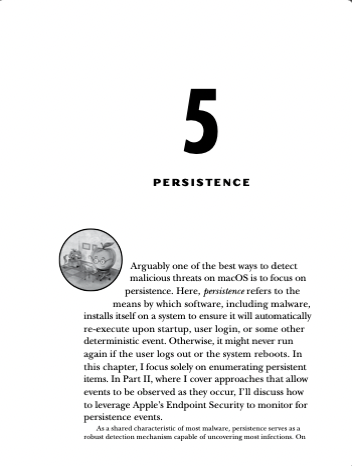 5
PERSISTENCE
Arguably one of the best ways to detect
malicious threats on macOS is to focus on
persistence. Here, persistence refers to the
means by which software, including malware,
installs itself on a system to ensure it will automatically
re-execute upon startup, user login, or some other
deterministic event. Otherwise, it might never run
again if the user logs out or the system reboots. In
this chapter, I focus solely on enumerating persistent
items. In Part II, where I cover approaches that allow
events to be observed as they occur, I'll discuss how
to leverage Apple's Endpoint Security to monitor for
persistence events.
As a shared characteristic of most malware, persistence serves as a
robust detection mechanism capable of uncovering most infections. On